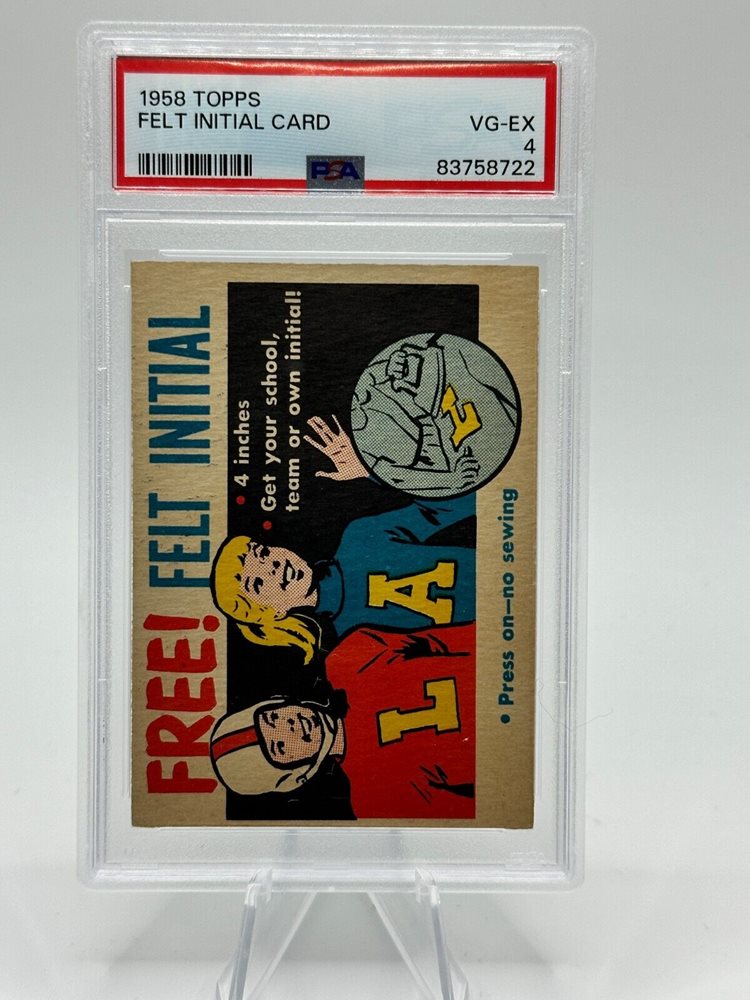 1958 TOPPS
FELT INITIAL CARD
VG-EX
4
83758722
PSA
FREE! FELT INITIAL
• 4 inches
• Get your school,
team or own initial!
L
A
L
• Press on—no sewing